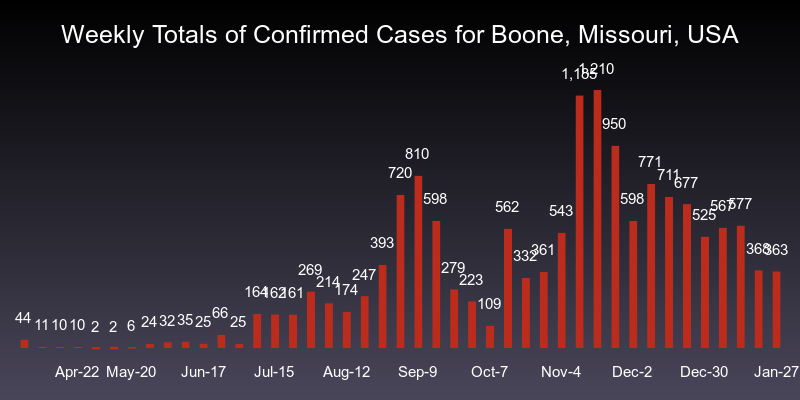 Weekly Totals of Confirmed Cases for Boone, Missouri, USA
44 11 10 10 2 2 6 24 32 35 25 66 25 164 162 161 269 214 174 247 393 720 810 598 279 223 109 562 332 361 543 1,185 1,210 950 598 771 711 677 525 567 577 368 363
Apr-22 May-20 Jun-17 Jul-15 Aug-12 Sep-9 Oct-7 Nov-4 Dec-2 Dec-30 Jan-27